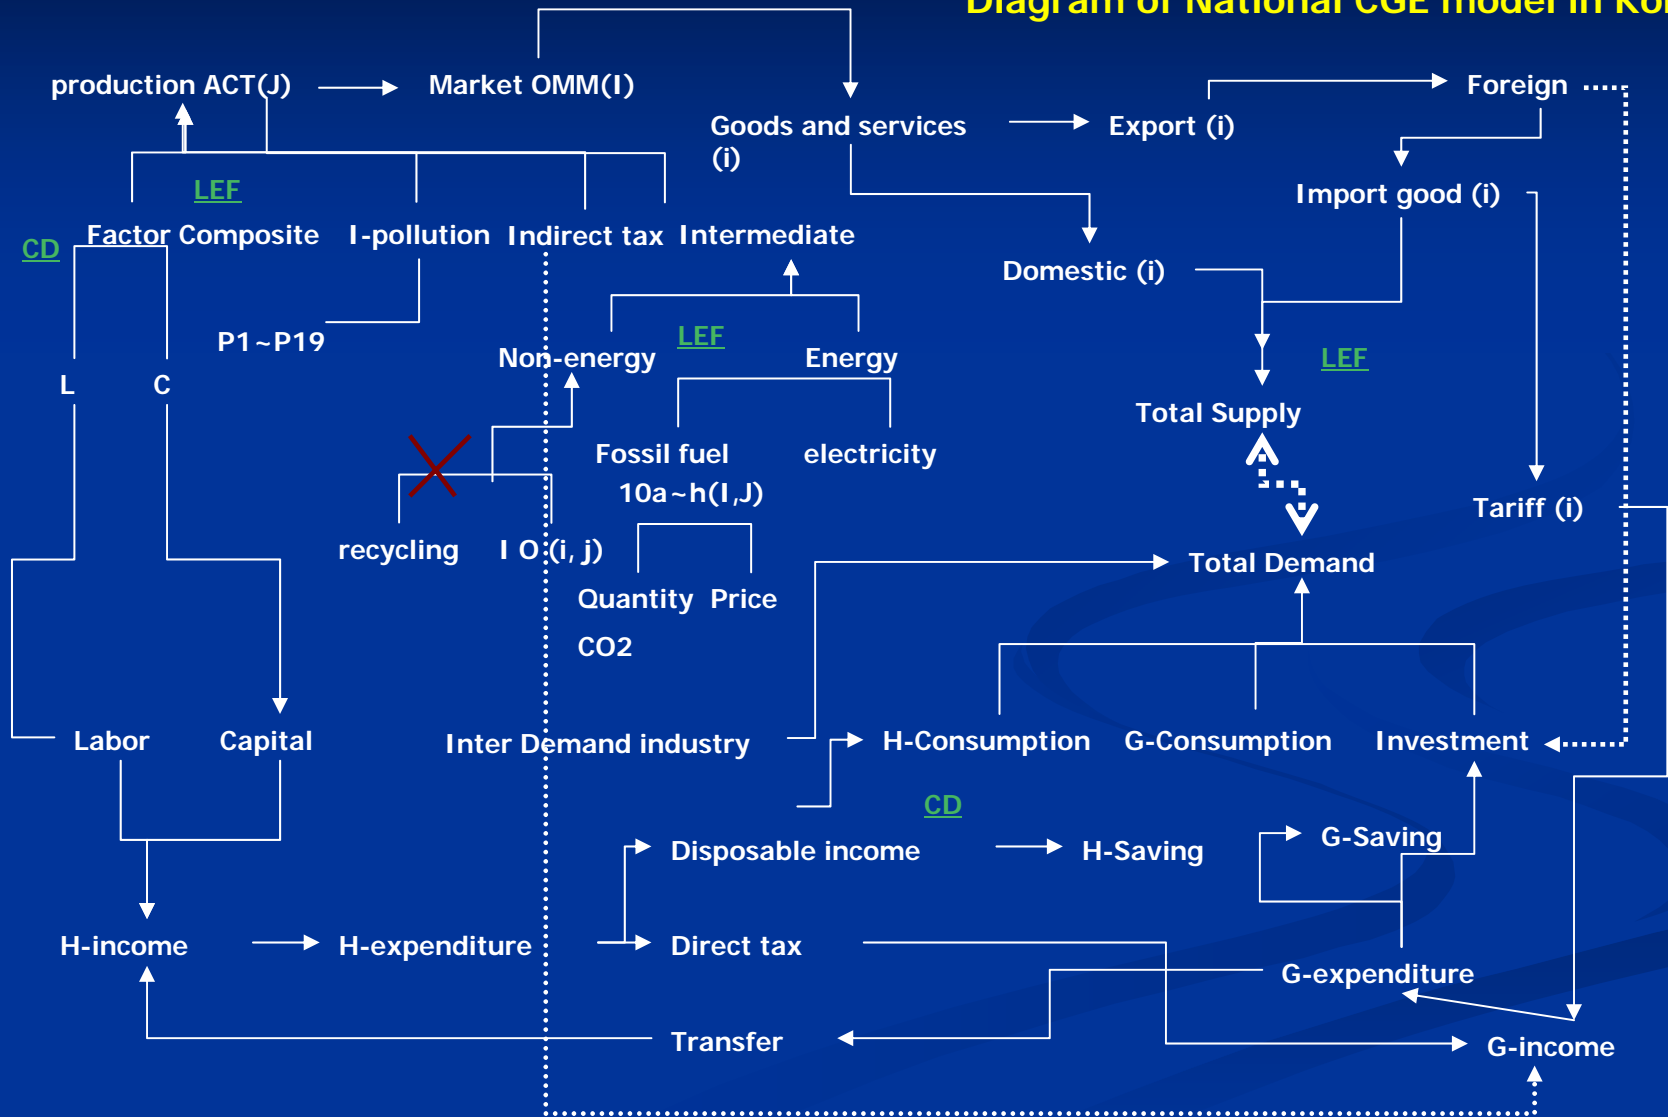 Diagram of National CGE model in Ko
production ACT(J)
Market OMM(I)
Foreign
Goods and services
(i)
Export (i)
LEF
Import good (i)
CD
Factor Composite
I-pollution
Indirect tax
Intermediate
Domestic (i)
P1~P19
LEF
Non-energy
Energy
LEF
L
C
Total Supply
Fossil fuel
electricity
10a~h(I,J)
Tariff (i)
recycling
I O (i, j)
Total Demand
Quantity
Price
CO2
Labor
Capital
Inter Demand industry
H-Consumption
G-Consumption
Investment
CD
Disposable income
H-Saving
G-Saving
H-income
H-expenditure
Direct tax
G-expenditure
Transfer
G-income